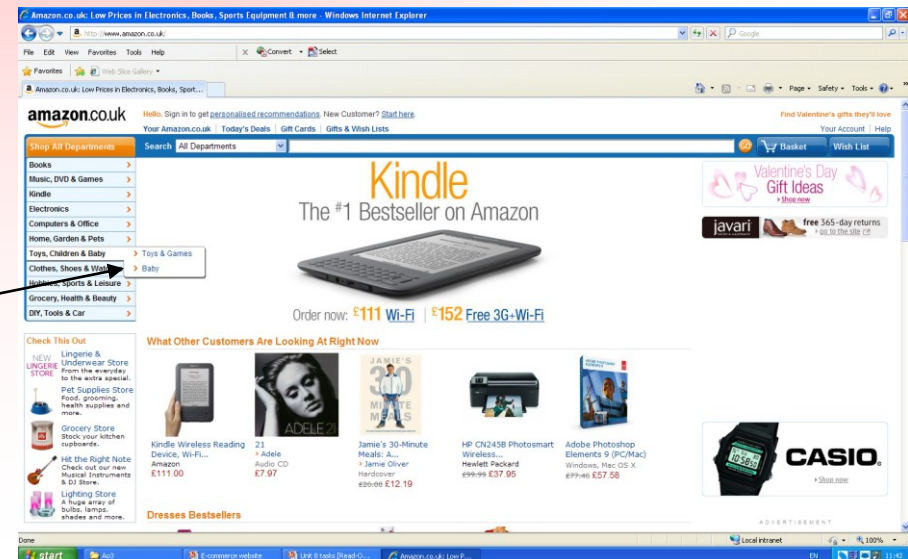 Amazon.co.uk: Low Prices in Electronics, Books, Sports Equipment & more - Windows Internet Explorer
http://www.amazon.co.uk/
Google
File Edit View Favorites Tools Help
X Convert Select
Favorites Web Slice Gallery
Amazon.co.uk: Low Prices in Electronics, Books, Sport...
Page Safety Tools
amazon.co.uk
Hello. Sign in to get personalised recommendations. New Customer? Start here.
Find Valentine's gifts they'll love
Your Amazon.co.uk | Today's Deals | Gift Cards | Gifts & Wish Lists
Your Account | Help
Shop All Departments
Search All Departments GO Basket Wish List
Books
Music, DVD & Games
Kindle
Electronics
Computers & Office
Home, Garden & Pets
Toys, Children & Baby
Clothes, Shoes &
Hobbies, Sports & Leisure
Grocery, Health & Beauty
DIY, Tools & Car
Toys & Games
Baby
Kindle
The #1 Bestseller on Amazon
Order now: £111 Wi-Fi | £152 Free 3G+Wi-Fi
Valentine's Day
Gift Ideas
Shop now
javari
free 365-day returns
go to the site
Check This Out
NEW LINGERIE STORE
Lingerie &
Underwear Store
From the everyday
to the extra special.
Pet Supplies Store
Food, grooming,
health supplies and
more.
Grocery Store
Stock your kitchen
cupboards.
Hit the Right Note
Check out our new
Musical Instruments
& DJ Store.
Lighting Store
A huge array of
bulbs, lamps,
shades and more.
What Other Customers Are Looking At Right Now
Kindle Wireless Reading
Device, Wi-Fi...
Amazon
£111.00
ADELE 21
21
Adele
Audio CD
£7.97
JAMIE'S
30
MINUTE
MEALS
Jamie's 30-Minute
Meals: A...
Jamie Oliver
Hardcover
£26.00 £12.19
HP CN245B Photosmart
Wireless...
Hewlett Packard
£99.99 £37.95
Adobe Photoshop
Elements 9 (PC/Mac)
Windows, Mac OS X
£77.46 £57.58
Dresses Bestsellers
CASIO.
Shop now
ADVERTISEMENT
Done
Local intranet
100%
start
Ao3
E-commerce website
Unit 8 tasks [Read-O...
Amazon.co.uk: Low P...
EN
11:42